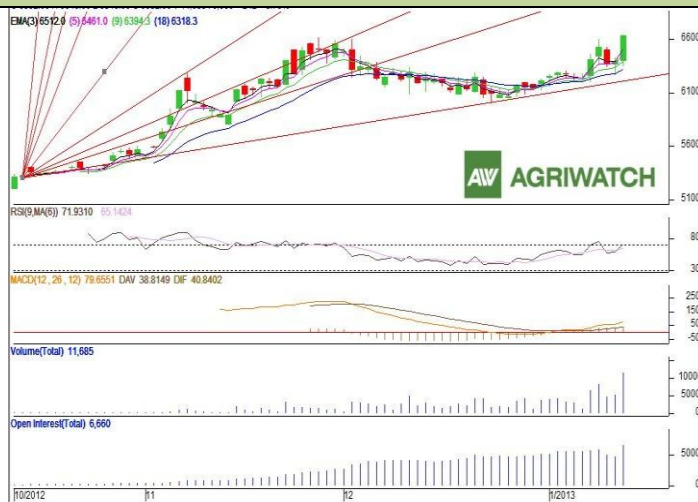 EMA(3) 6512.0 (5) 6461.0 (9) 6394.3 (18) 6318.3
6600
6100
5600
5100
AW AGRIWATCH
RSI(9,MA(6)) 71.9310 65.1424
80
30
MACD(12, 26, 12) 79.6551 DAV 38.8149 DIF 40.8402
250
150
50
-50
Volume(Total) 11,685
10000
5000
0
Open Interest(Total) 6,660
5000
0
10/2012 11 12 1/2013